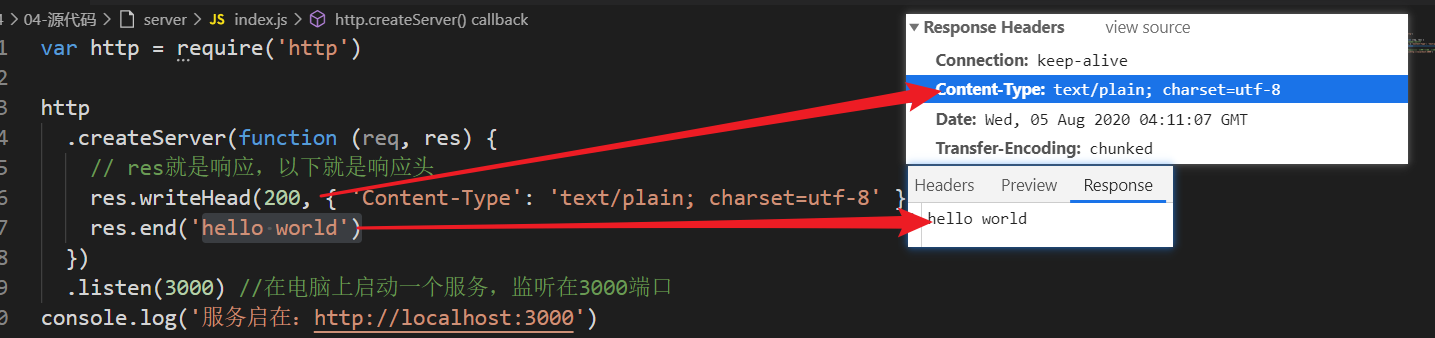 4 > 04-源代码 > server > JS index.js > http.createServer() callback
1 var http = require('http')
2
3 http
4 .createServer(function (req, res) {
5 // res就是响应，以下就是响应头
6 res.writeHead(200, { 'Content-Type': 'text/plain; charset=utf-8' }
7 res.end('hello world')
8 })
9 .listen(3000) //在电脑上启动一个服务，监听在3000端口
0 console.log('服务启在：http://localhost:3000')
Response Headers view source
Connection: keep-alive
Content-Type: text/plain; charset=utf-8
Date: Wed, 05 Aug 2020 04:11:07 GMT
Transfer-Encoding: chunked
Headers Preview Response
hello world